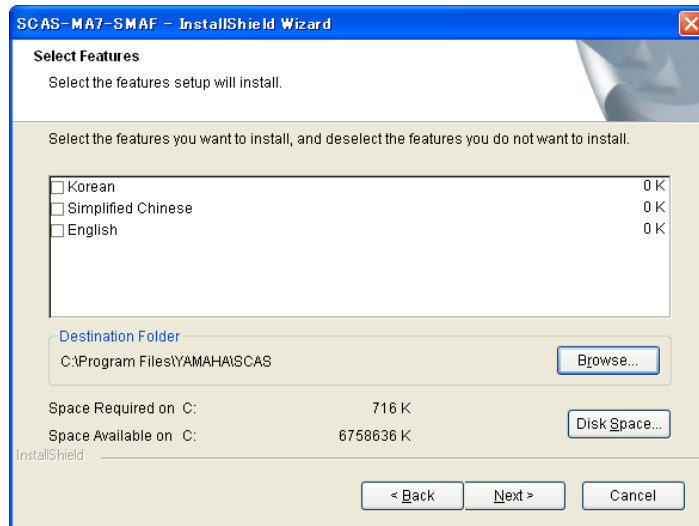 SCAS-MA7-SMAF - InstallShield Wizard
Select Features
Select the features setup will install.
Select the features you want to install, and deselect the features you do not want to install.
Korean 0 K
Simplified Chinese 0 K
English 0 K
Destination Folder
C:\Program Files\YAMAHA\SCAS
Browse...
Space Required on C: 716 K
Space Available on C: 6758636 K
Disk Space...
InstallShield
< Back Next > Cancel